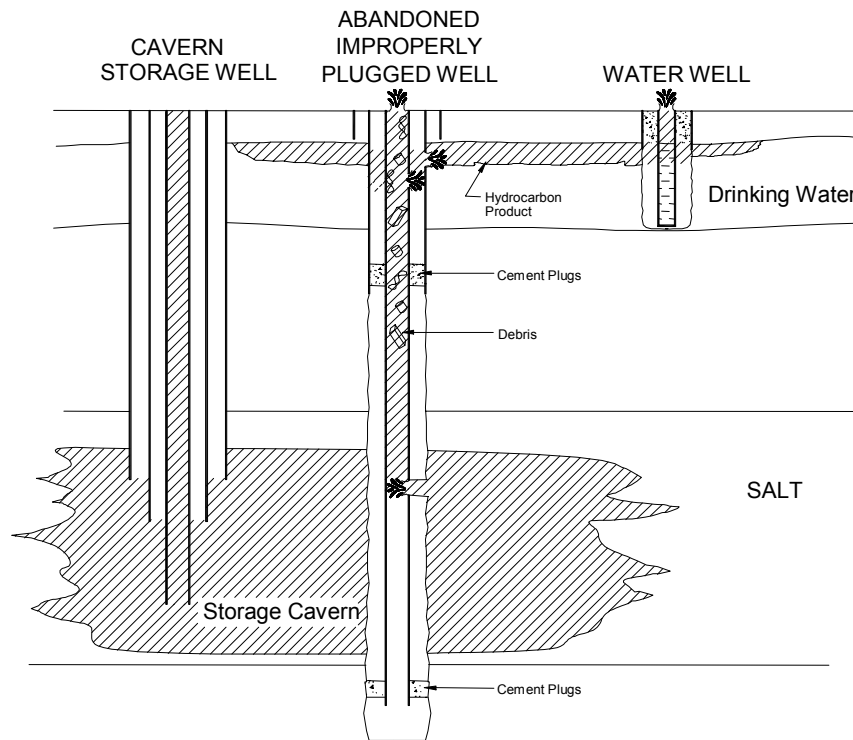 CAVERN
STORAGE WELL
ABANDONED
IMPROPERLY
PLUGGED WELL
WATER WELL
Hydrocarbon
Product
Drinking Water
Cement Plugs
Debris
SALT
Storage Cavern
Cement Plugs